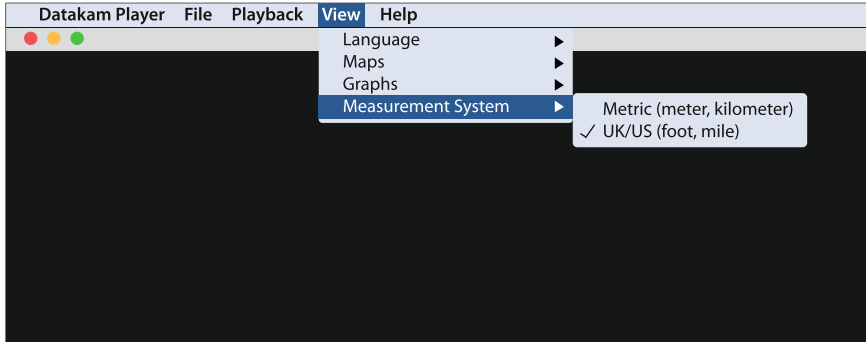 Datakam Player File Playback View Help
Language
Maps
Graphs
Measurement System
Metric (meter, kilometer)
UK/US (foot, mile)